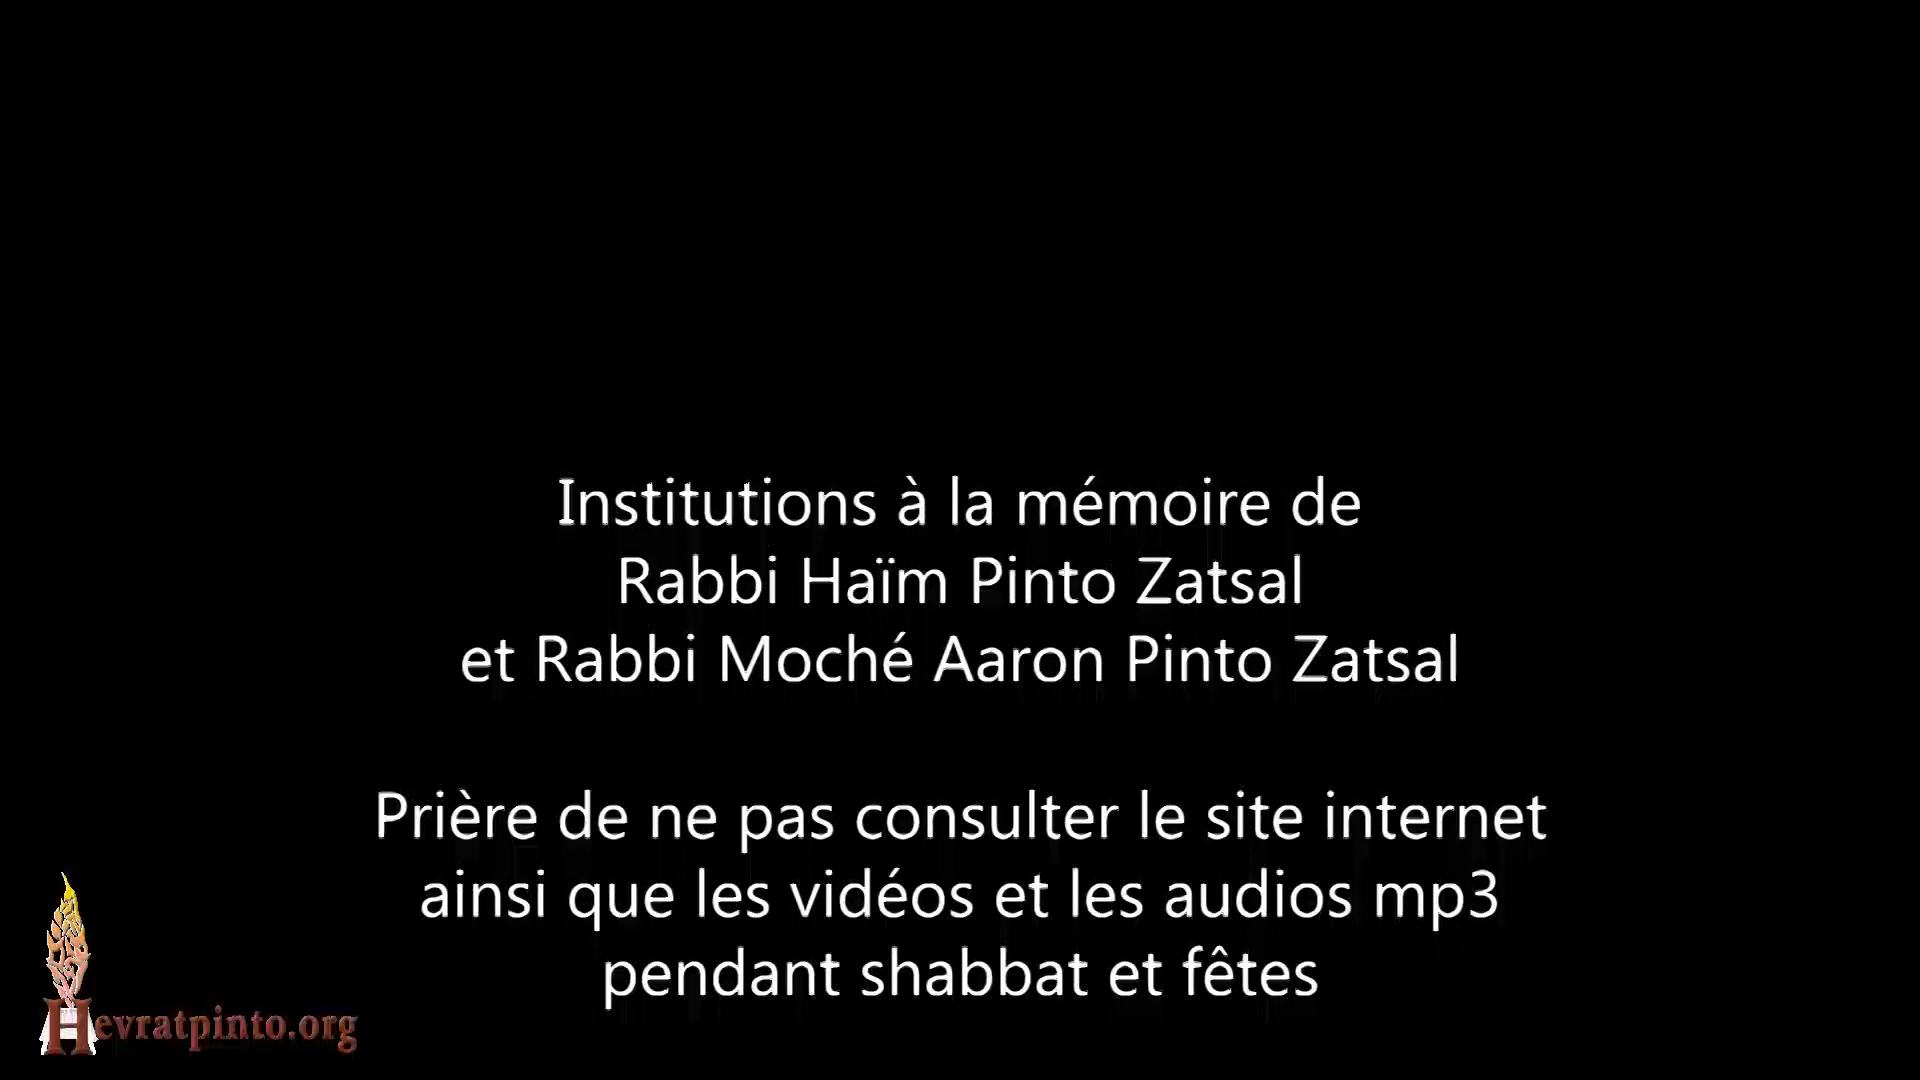 Institutions à la mémoire de
Rabbi Haïm Pinto Zatsal
et Rabbi Moché Aaron Pinto Zatsal
Prière de ne pas consulter le site internet
ainsi que les vidéos et les audios mp3
pendant shabbat et fêtes
Hevratpinto.org